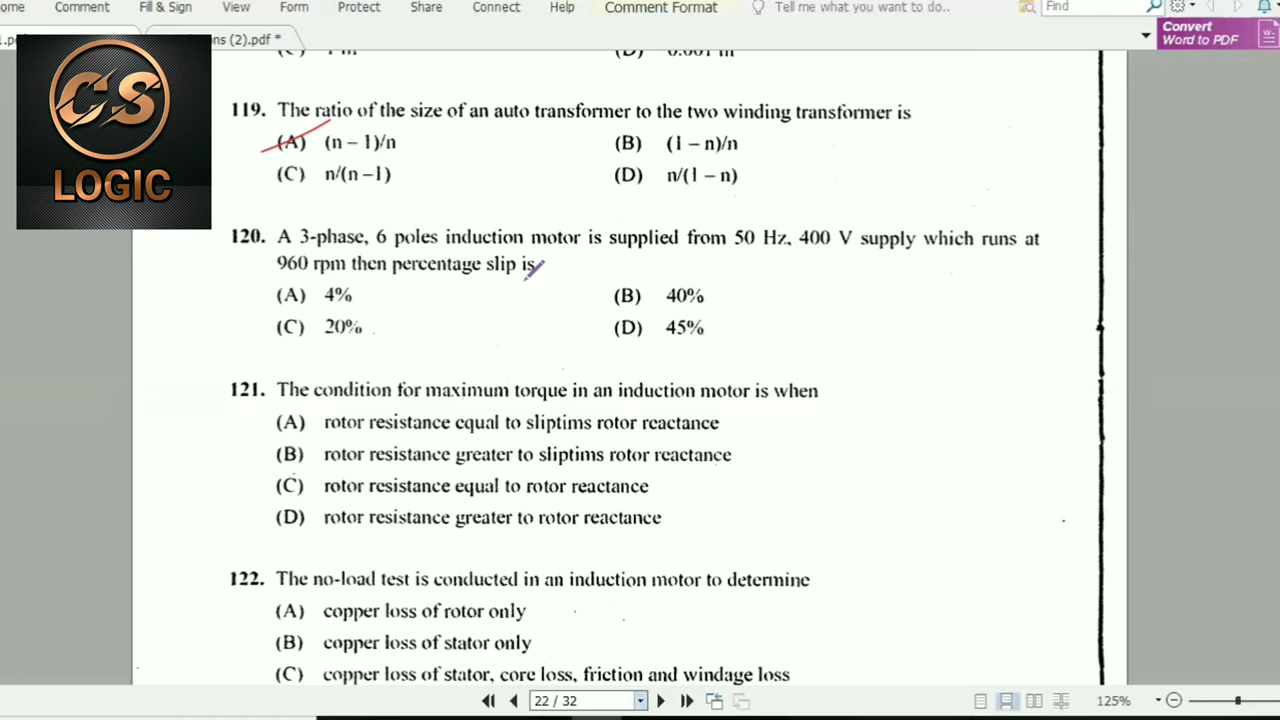 ome Comment Fill & Sign View Form Protect Share Connect Help Comment Format Tell me what you want to do.. Find
1.p ns (2).pdf * Convert
Word to PDF
CS
LOGIC
119. The ratio of the size of an auto transformer to the two winding transformer is
(A) (n – 1)/n (B) (1 – n)/n
(C) n/(n –1) (D) n/(1 – n)
120. A 3-phase, 6 poles induction motor is supplied from 50 Hz, 400 V supply which runs at
960 rpm then percentage slip is
(A) 4% (B) 40%
(C) 20% (D) 45%
121. The condition for maximum torque in an induction motor is when
(A) rotor resistance equal to sliptims rotor reactance
(B) rotor resistance greater to sliptims rotor reactance
(C) rotor resistance equal to rotor reactance
(D) rotor resistance greater to rotor reactance
122. The no-load test is conducted in an induction motor to determine
(A) copper loss of rotor only
(B) copper loss of stator only
(C) copper loss of stator, core loss, friction and windage loss
22 / 32 125%